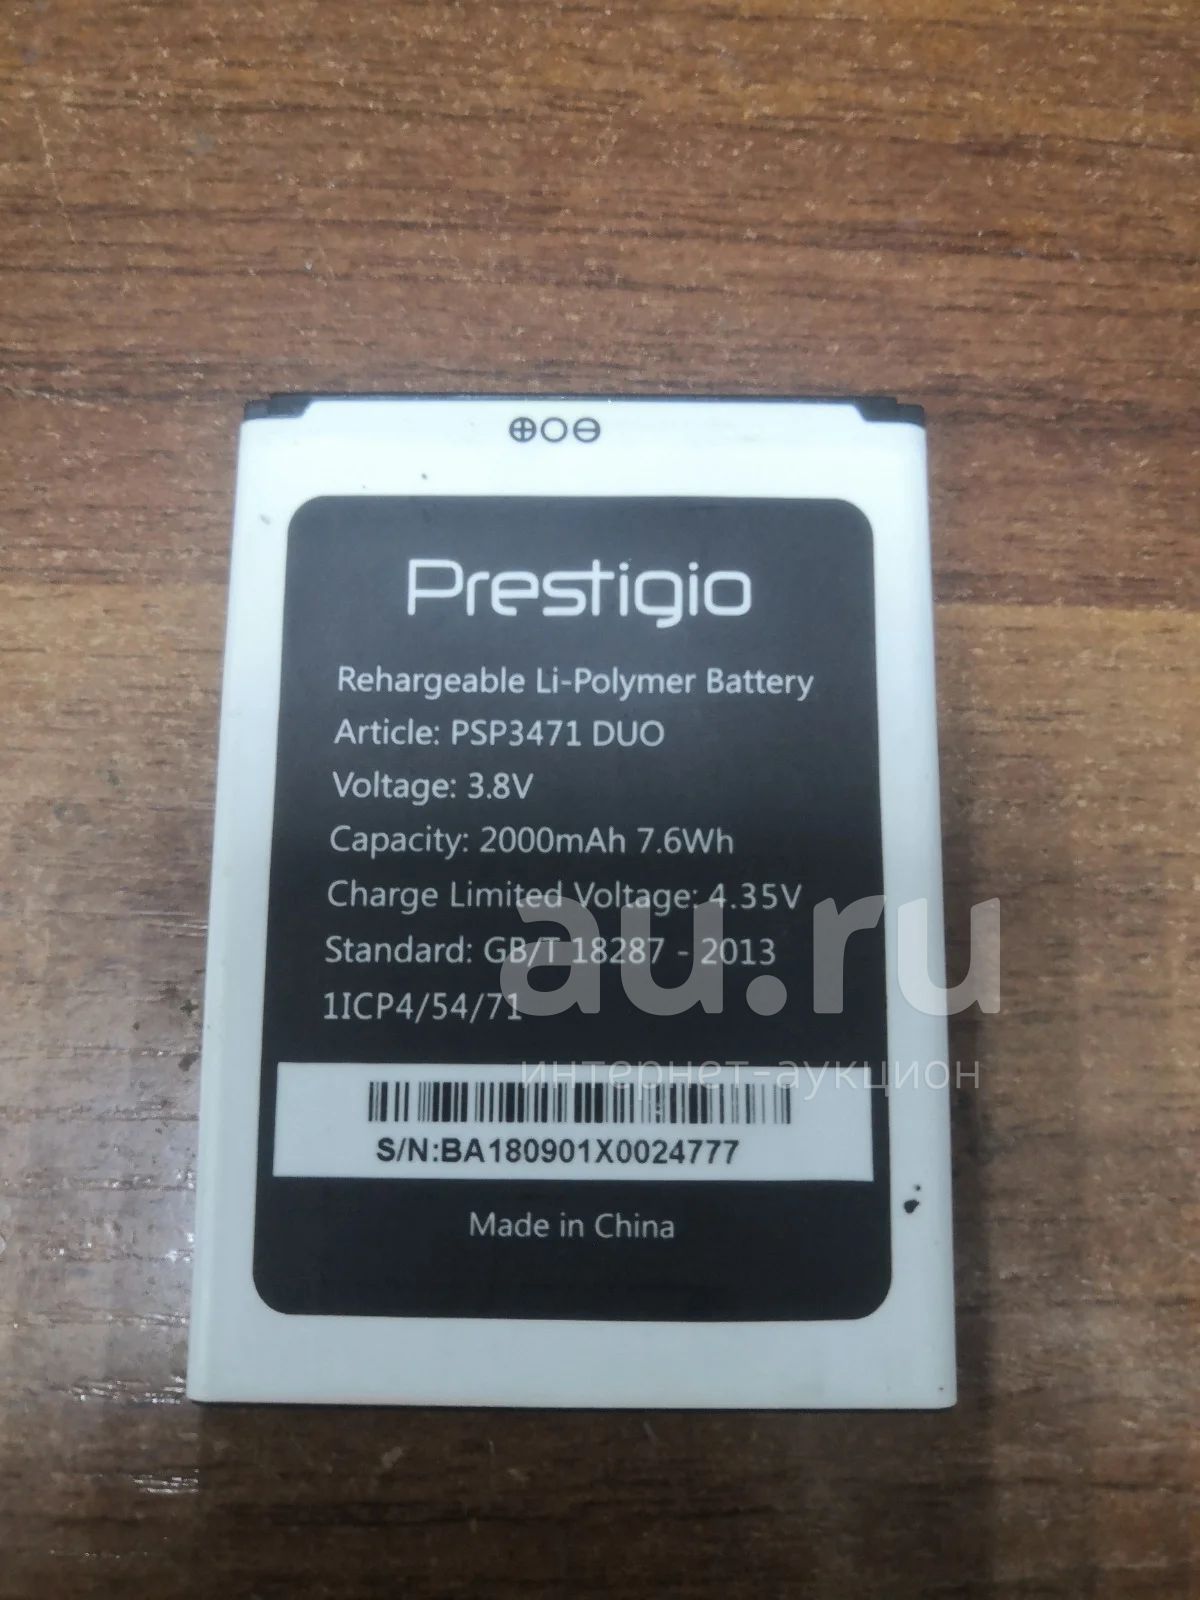 Prestigio
Rehargeable Li-Polymer Battery
Article: PSP3471 DUO
Voltage: 3.8V
Capacity: 2000mAh 7.6Wh
Charge Limited Voltage: 4.35V
Standard: GB/T 18287 - 2013
1ICP4/54/71
au.ru
интернет-аукцион
S/N:BA180901X0024777
Made in China